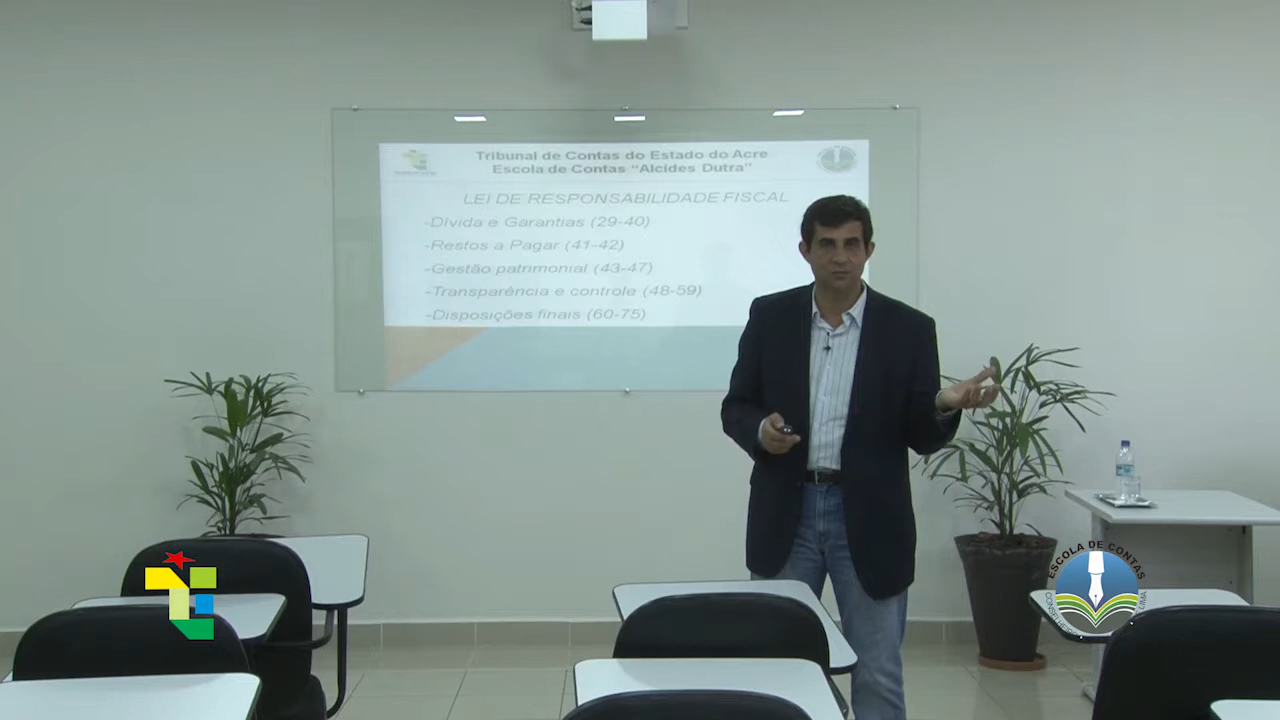 Tribunal de Contas do Estado do Acre
Escola de Contas “Alcides Dutra”
LEI DE RESPONSABILIDADE FISCAL
-Dívida e Garantias (29-40)
-Restos a Pagar (41-42)
-Gestão patrimonial (43-47)
-Transparência e controle (48-59)
-Disposições finais (60-75)
ESCOLA DE CONTAS